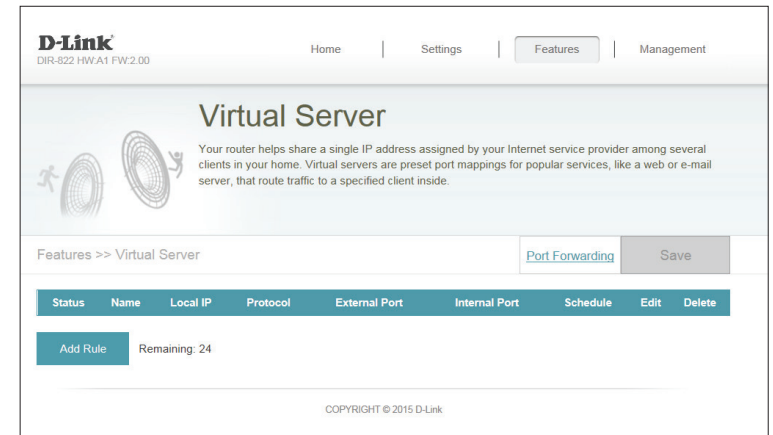 D-Link
DIR-822 HW:A1 FW:2.00
Home | Settings | Features | Management
Virtual Server
Your router helps share a single IP address assigned by your Internet service provider among several
clients in your home. Virtual servers are preset port mappings for popular services, like a web or e-mail
server, that route traffic to a specified client inside.
Features >> Virtual Server Port Forwarding Save
Status Name Local IP Protocol External Port Internal Port Schedule Edit Delete
Add Rule Remaining: 24
COPYRIGHT © 2015 D-Link